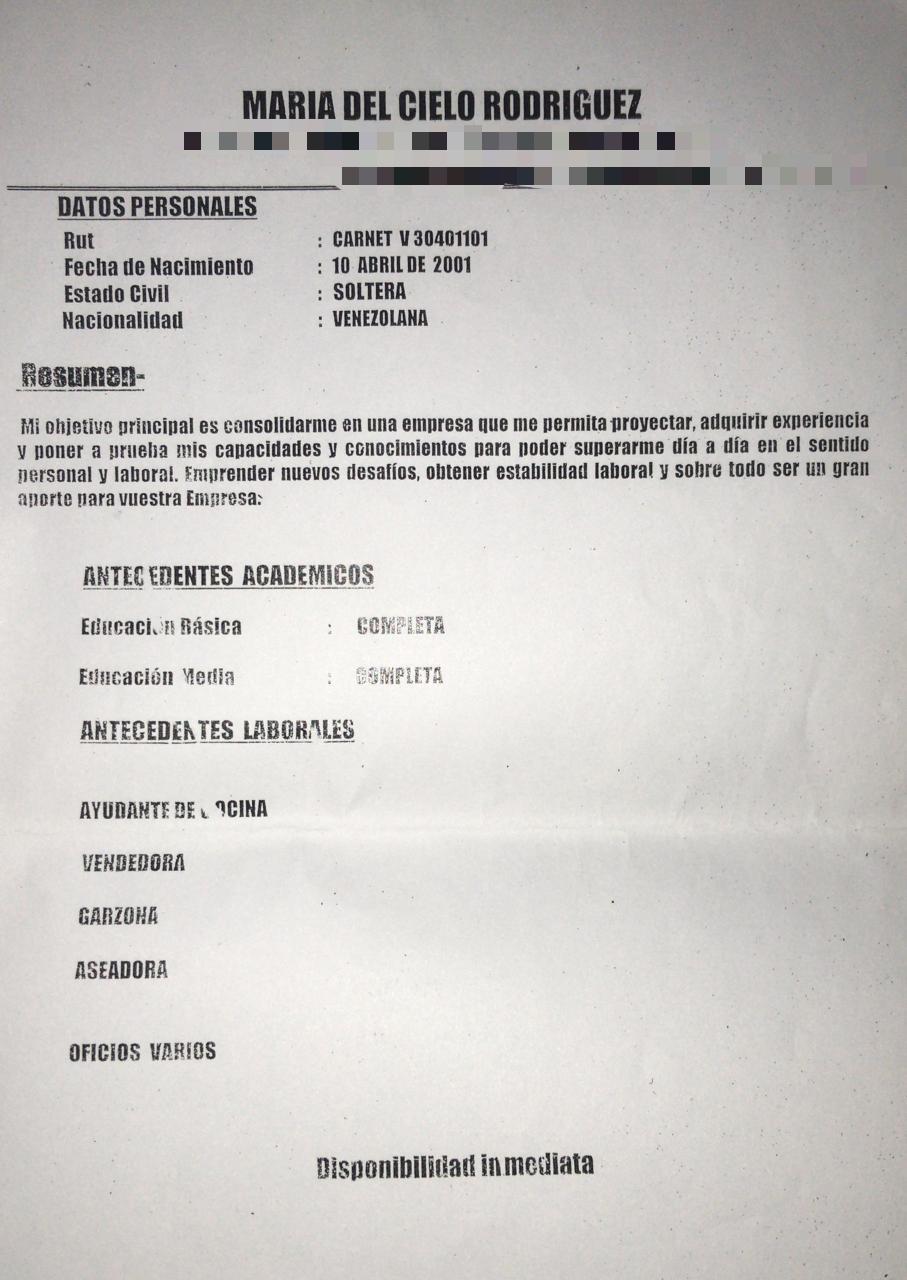 MARIA DEL CIELO RODRIGUEZ
DATOS PERSONALES
Rut : CARNET V 30401101
Fecha de Nacimiento : 10 ABRIL DE 2001
Estado Civil : SOLTERA
Nacionalidad : VENEZOLANA
Resumen-
Mi objetivo principal es consolidarme en una empresa que me permita proyectar, adquirir experiencia
y poner a prueba mis capacidades y conocimientos para poder superarme día a día en el sentido
personal y laboral. Emprender nuevos desafíos, obtener estabilidad laboral y sobre todo ser un gran
aporte para vuestra Empresa:
ANTECEDENTES ACADEMICOS
Educación Básica : COMPLETA
Educación Media : COMPLETA
ANTECEDENTES LABORALES
AYUDANTE DE COCINA
VENDEDORA
GARZONA
ASEADORA
OFICIOS VARIOS
Disponibilidad inmediata